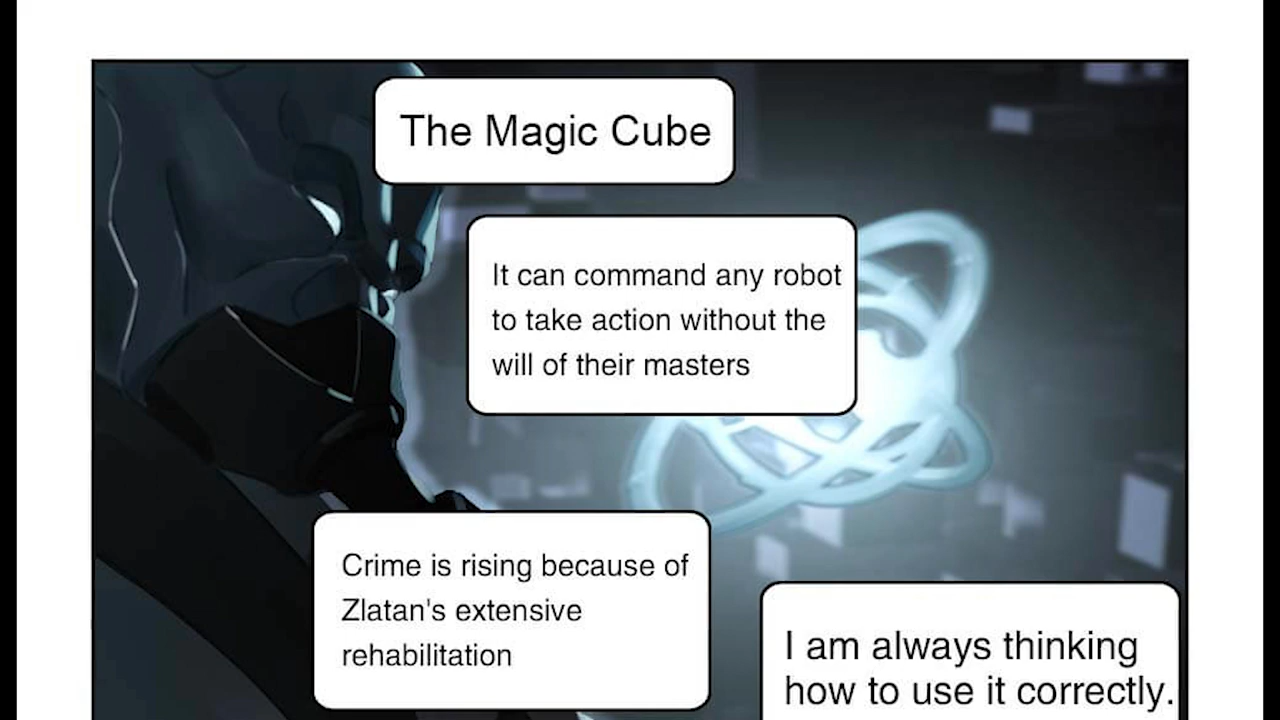 The Magic Cube
It can command any robot
to take action without the
will of their masters
Crime is rising because of
Zlatan's extensive
rehabilitation
I am always thinking
how to use it correctly.